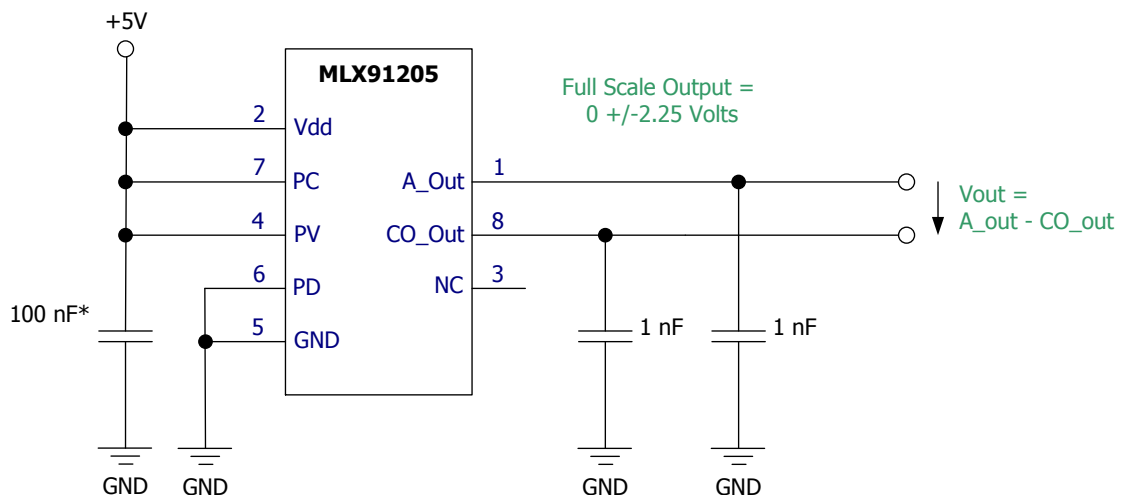 +5V
MLX91205
Full Scale Output =
0 +/-2.25 Volts
2
Vdd
7
PC
A_Out
1
4
PV
CO_Out
8
6
PD
NC
3
5
GND
Vout =
A_out - CO_out
100 nF*
1 nF
1 nF
GND
GND
GND
GND